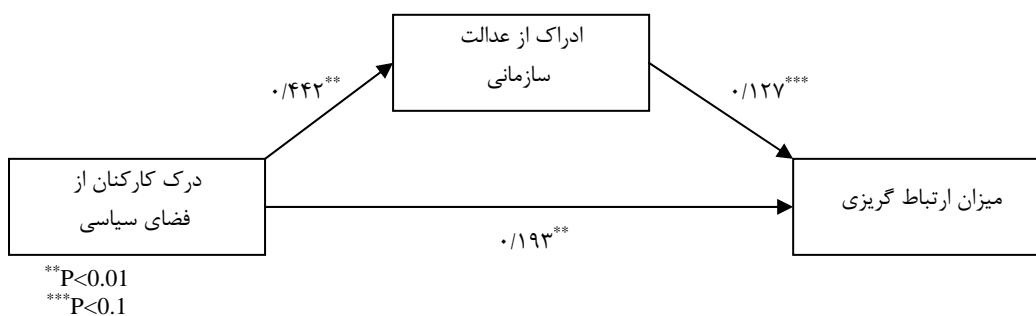 ادراک از عدالت
سازمانی
۰/۴۴۲**
۰/۱۲۷***
درک کارکنان از
فضای سیاسی
میزان ارتباط گریزی
۰/۱۹۳**
**P<0.01
***P<0.1